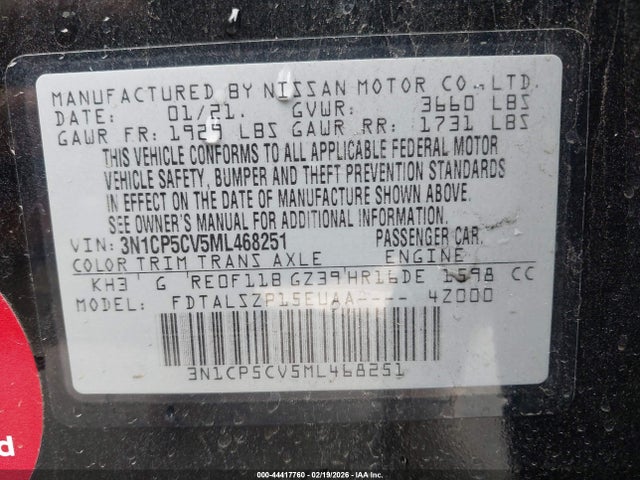 MANUFACTURED BY NISSAN MOTOR CO.,LTD.
DATE: 01/21. GVWR: 3660 LBS
GAWR FR: 1929 LBS GAWR RR: 1731 LBS
THIS VEHICLE CONFORMS TO ALL APPLICABLE FEDERAL MOTOR
VEHICLE SAFETY, BUMPER AND THEFT PREVENTION STANDARDS
IN EFFECT ON THE DATE OF MANUFACTURE SHOWN ABOVE.
SEE OWNER'S MANUAL FOR ADDITIONAL INFORMATION.
VIN: 3N1CP5CV5ML468251 PASSENGER CAR.
COLOR TRIM TRANS AXLE ENGINE
KH3 G RE0F11B GZ39 HR16DE 1598 CC
MODEL: FDTALSZP15EUAA---- 4Z000
3N1CP5CV5ML468251
d
000-44417760 - 02/19/2026 - IAA Inc.